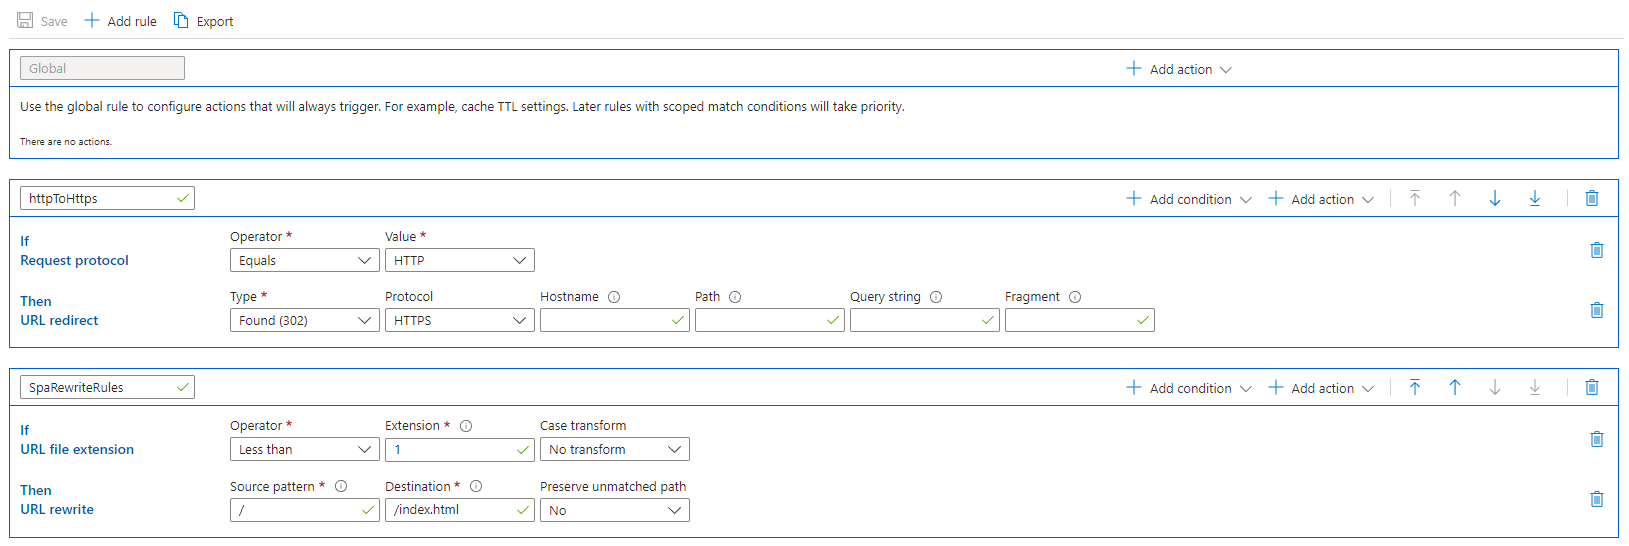 Save Add rule Export
Global Add action
Use the global rule to configure actions that will always trigger. For example, cache TTL settings. Later rules with scoped match conditions will take priority.
There are no actions.
httpToHttps Add condition Add action
If Operator * Value *
Request protocol Equals HTTP
Then Type * Protocol Hostname Path Query string Fragment
URL redirect Found (302) HTTPS
SpaRewriteRules Add condition Add action
If Operator * Extension * Case transform
URL file extension Less than 1 No transform
Then Source pattern * Destination * Preserve unmatched path
URL rewrite / /index.html No